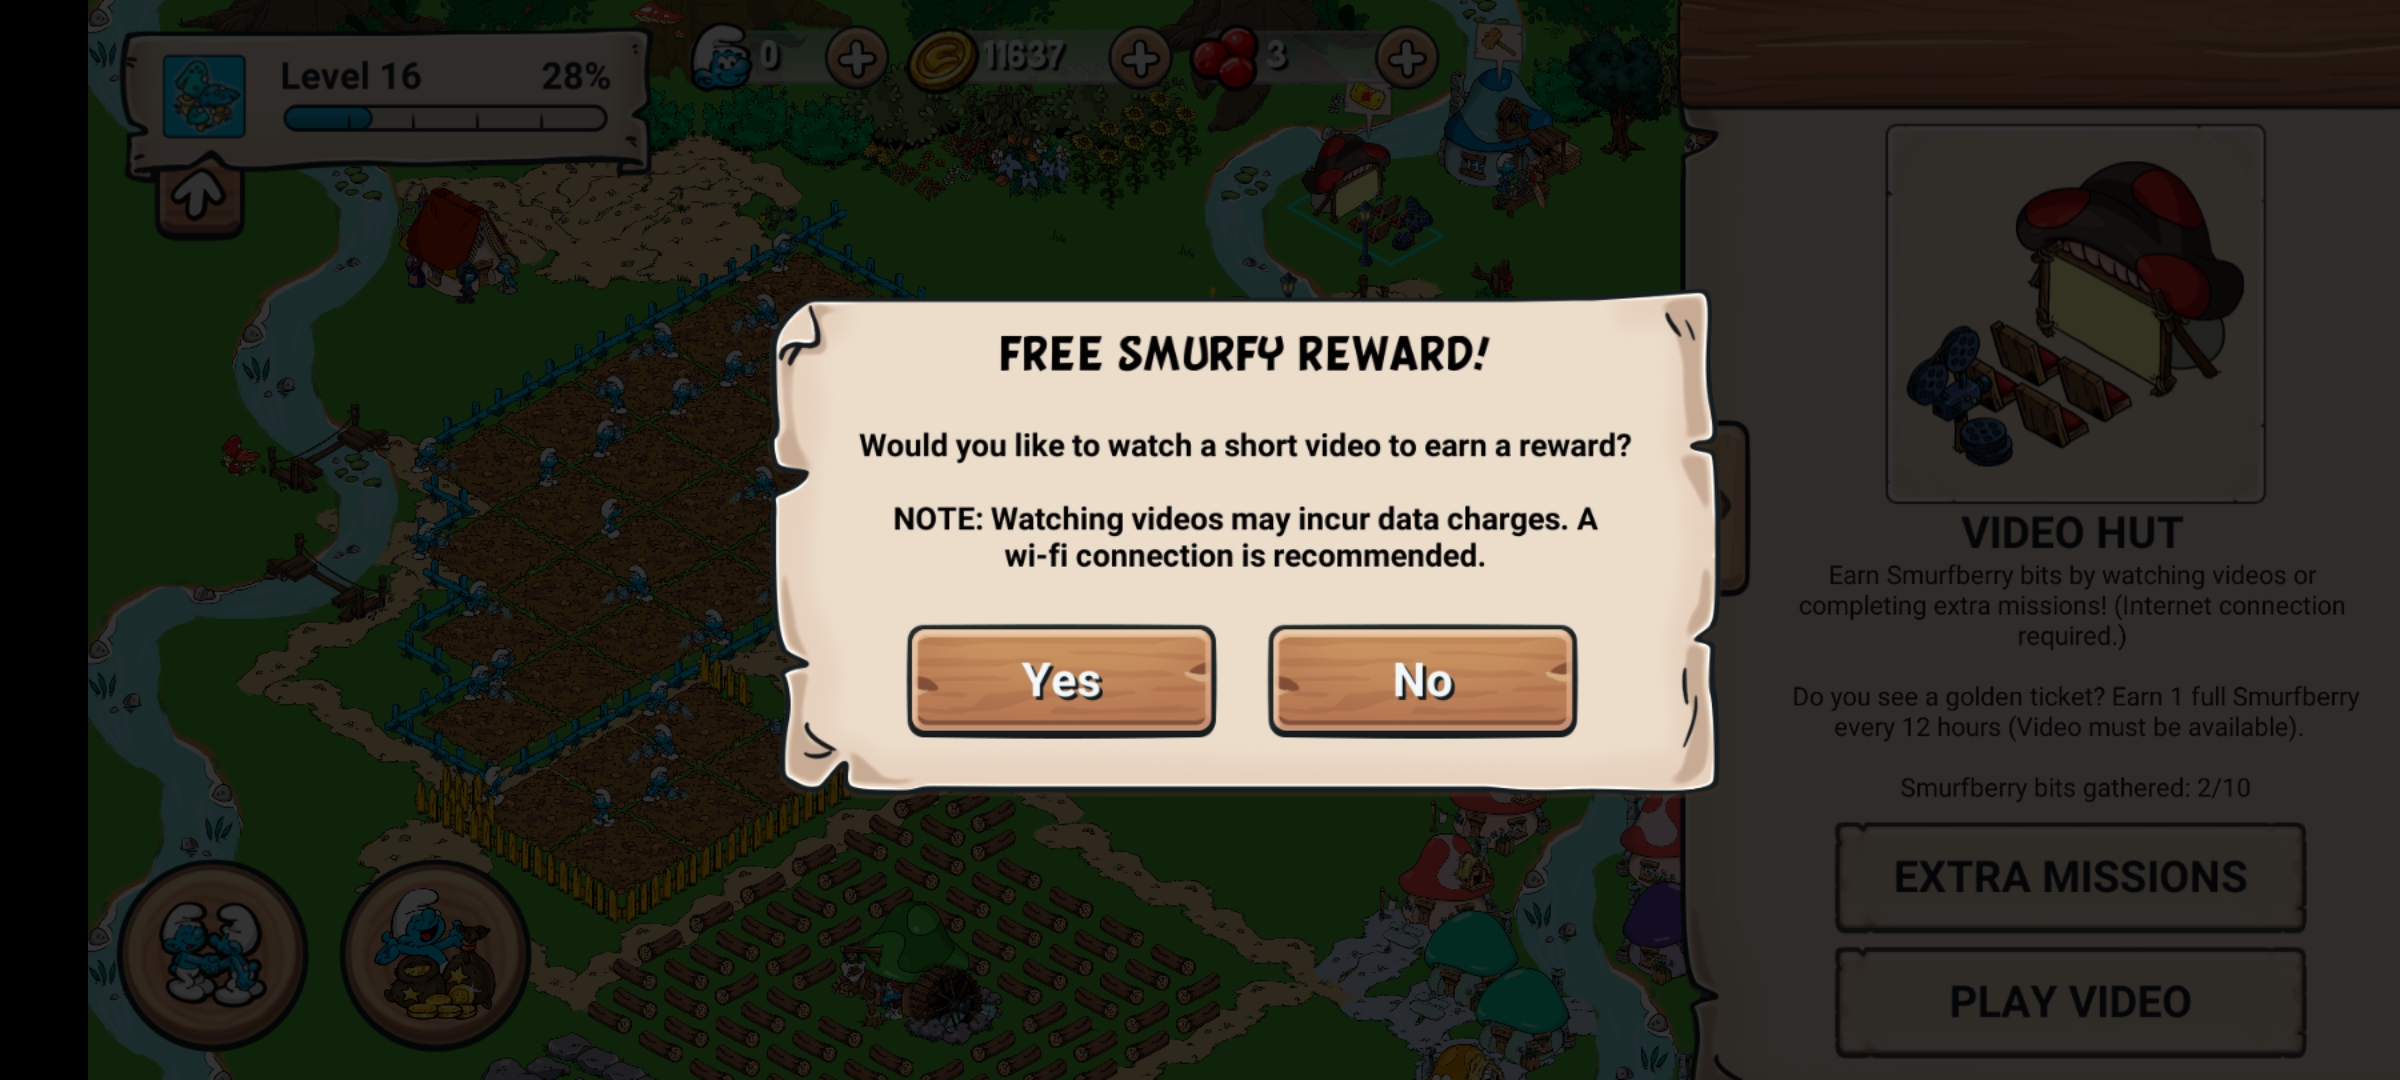 Level 16
28%
0
11637
3
FREE SMURFY REWARD!
Would you like to watch a short video to earn a reward?
NOTE: Watching videos may incur data charges. A
wi-fi connection is recommended.
Yes
No
VIDEO HUT
Earn Smurfberry bits by watching videos or
completing extra missions! (Internet connection
required.)
Do you see a golden ticket? Earn 1 full Smurfberry
every 12 hours (Video must be available).
Smurfberry bits gathered: 2/10
EXTRA MISSIONS
PLAY VIDEO